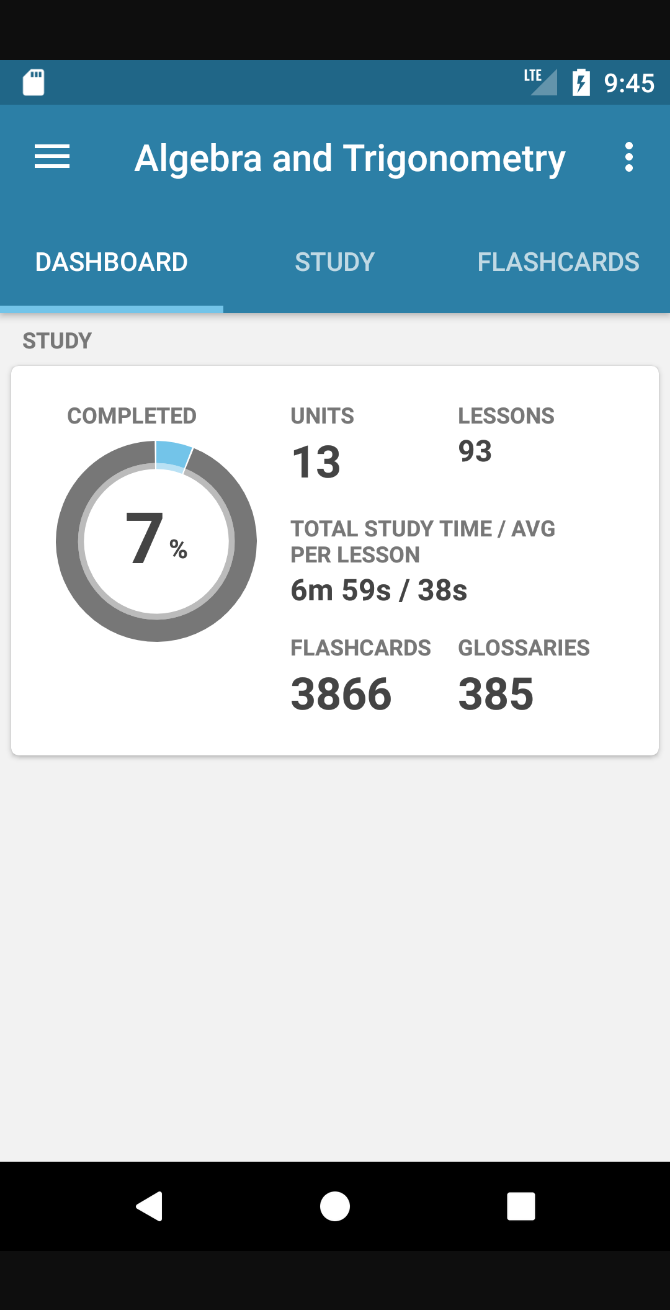 LTE 9:45
Algebra and Trigonometry
DASHBOARD STUDY FLASHCARDS
STUDY
COMPLETED UNITS LESSONS
13 93
7 %
TOTAL STUDY TIME / AVG
PER LESSON
6m 59s / 38s
FLASHCARDS GLOSSARIES
3866 385